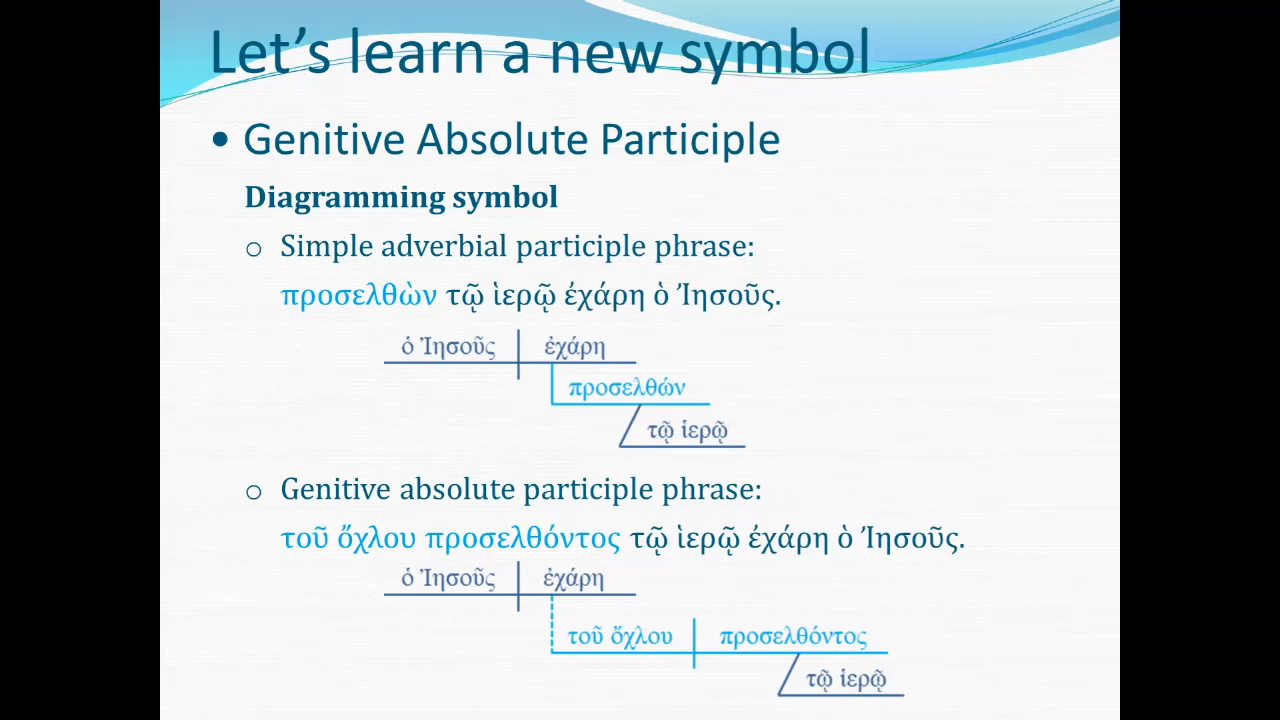 Let's learn a new symbol
• Genitive Absolute Participle
Diagramming symbol
o Simple adverbial participle phrase:
προσελθὼν τῷ ἱερῷ ἐχάρη ὁ Ἰησοῦς.
ὁ Ἰησοῦς ἐχάρη
προσελθών
τῷ ἱερῷ
o Genitive absolute participle phrase:
τοῦ ὄχλου προσελθόντος τῷ ἱερῷ ἐχάρη ὁ Ἰησοῦς.
ὁ Ἰησοῦς ἐχάρη
τοῦ ὄχλου προσελθόντος
τῷ ἱερῷ